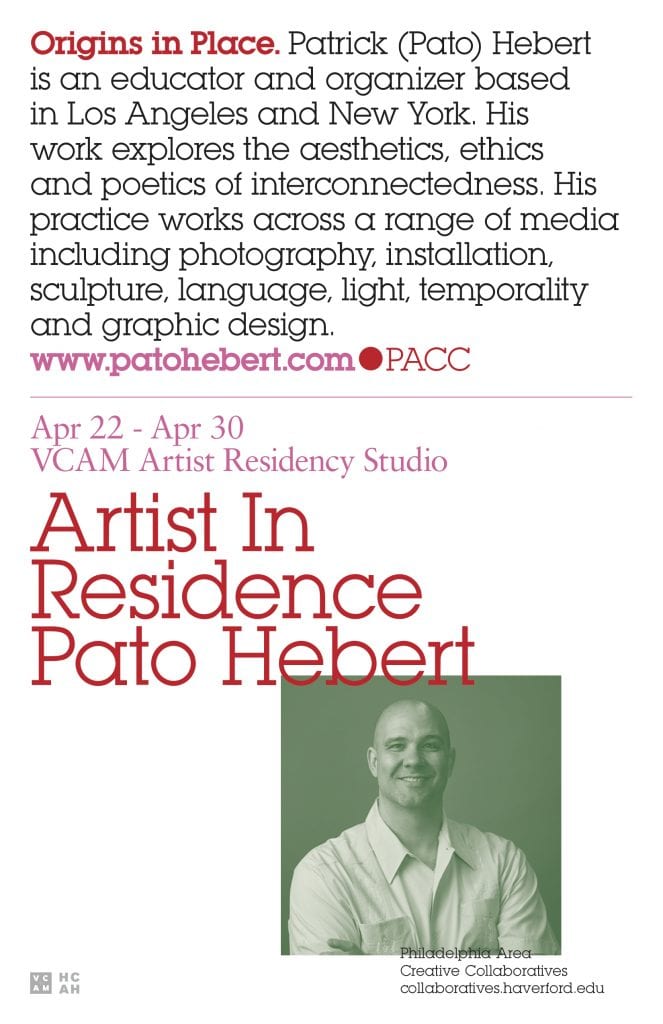 Origins in Place. Patrick (Pato) Hebert
is an educator and organizer based
in Los Angeles and New York. His
work explores the aesthetics, ethics
and poetics of interconnectedness. His
practice works across a range of media
including photography, installation,
sculpture, language, light, temporality
and graphic design.
www.patohebert.com●PACC
Apr 22 - Apr 30
VCAM Artist Residency Studio
Artist In
Residence
Pato Hebert
Philadelphia Area
Creative Collaboratives
collaboratives.haverford.edu
VC HC
AM AH